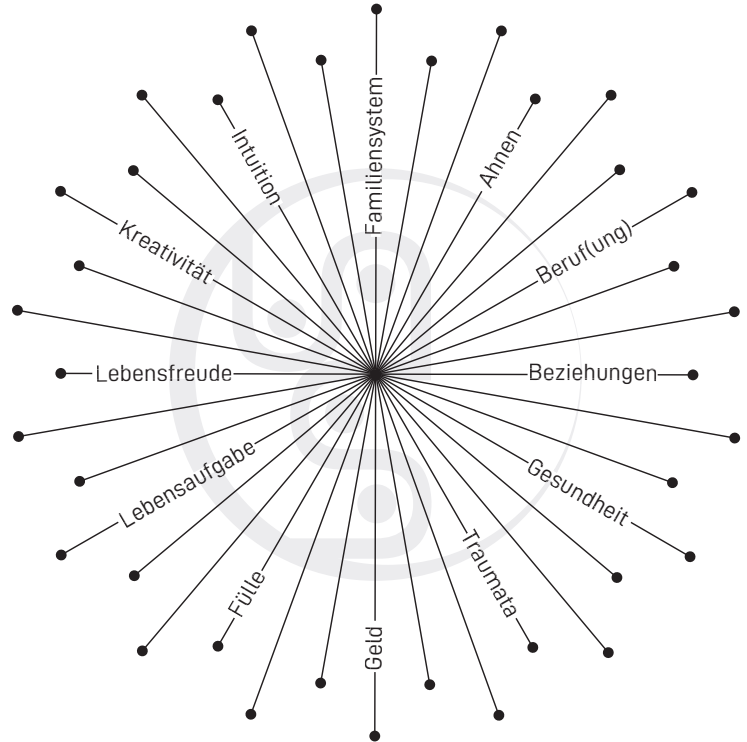 Familiensystem
Ahnen
Beruf(ung)
Beziehungen
Gesundheit
Traumata
Geld
Fülle
Lebensaufgabe
Lebensfreude
Kreativität
Intuition